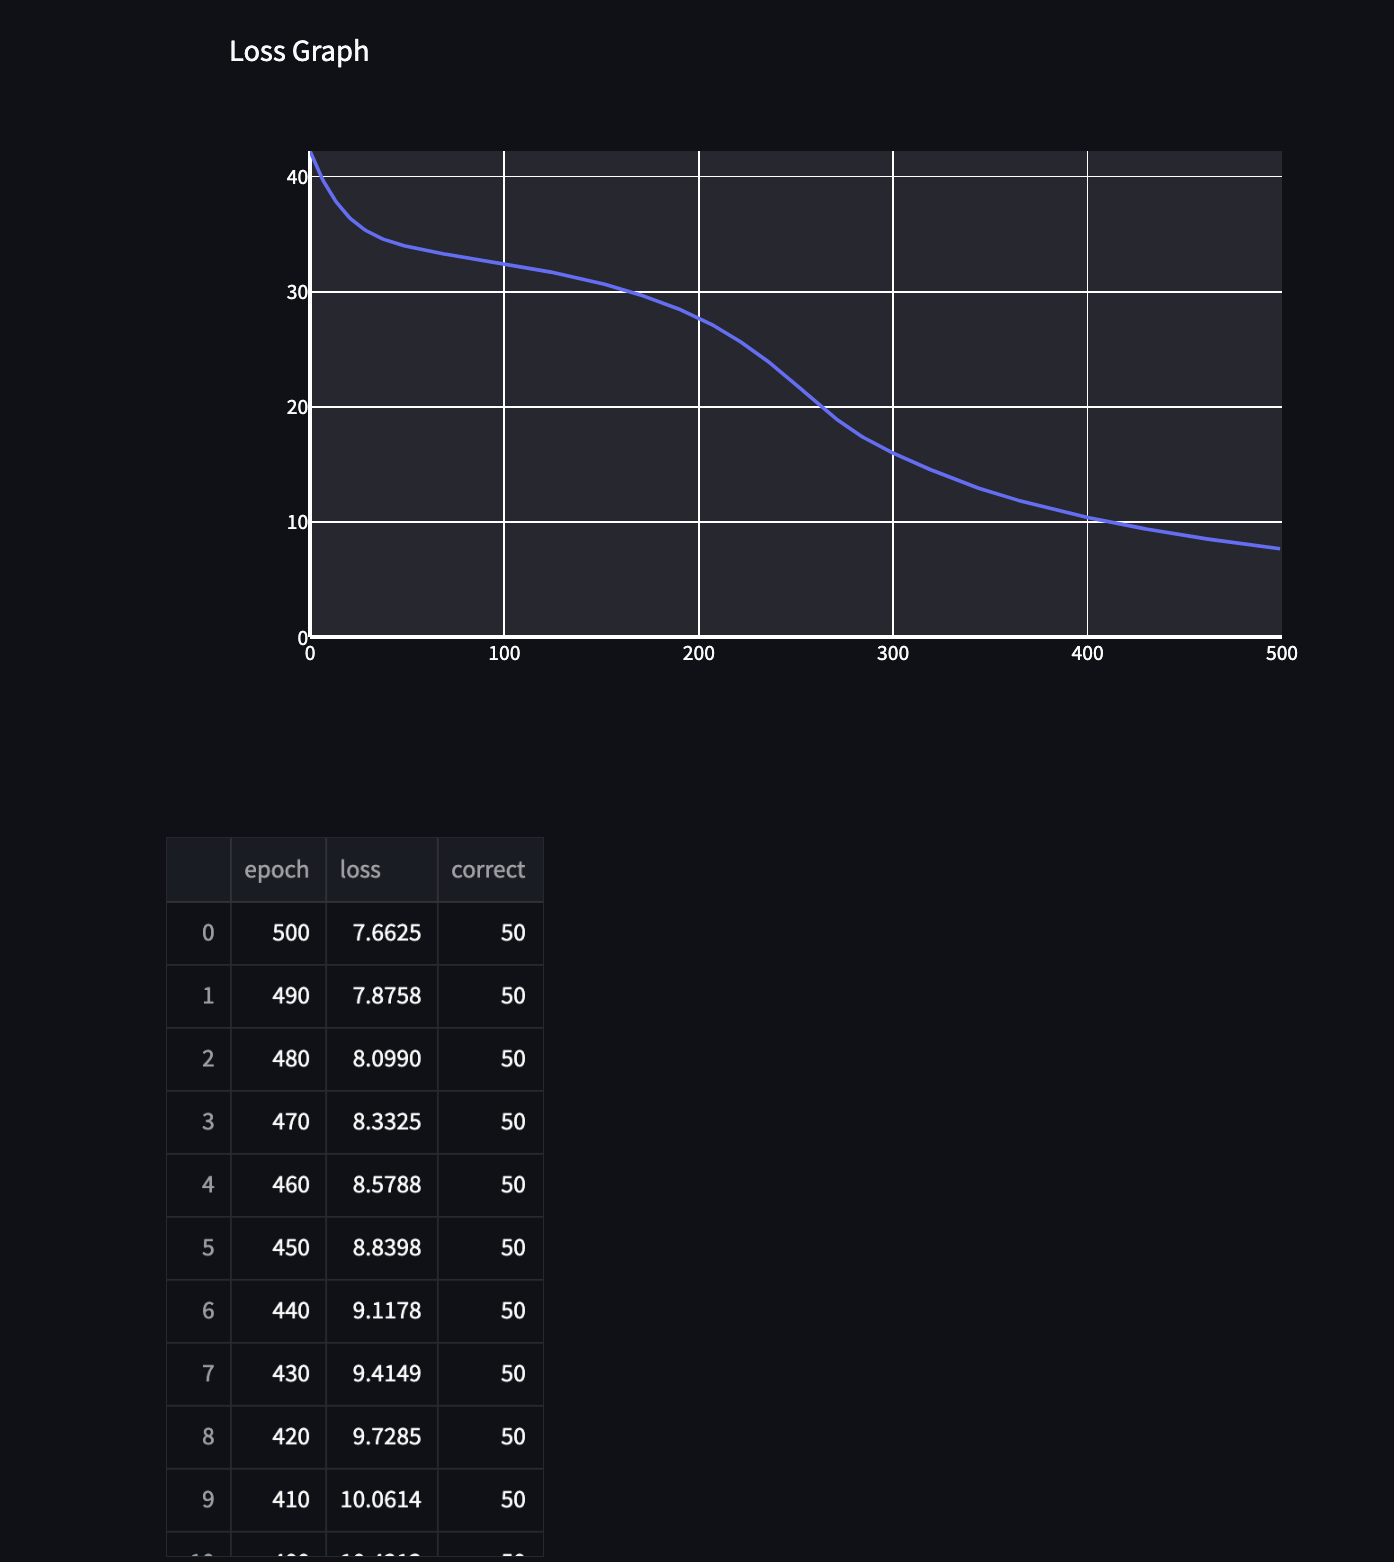 Loss Graph
40
30
20
10
0
0 100 200 300 400 500
epoch loss correct
0 500 7.6625 50
1 490 7.8758 50
2 480 8.0990 50
3 470 8.3325 50
4 460 8.5788 50
5 450 8.8398 50
6 440 9.1178 50
7 430 9.4149 50
8 420 9.7285 50
9 410 10.0614 50